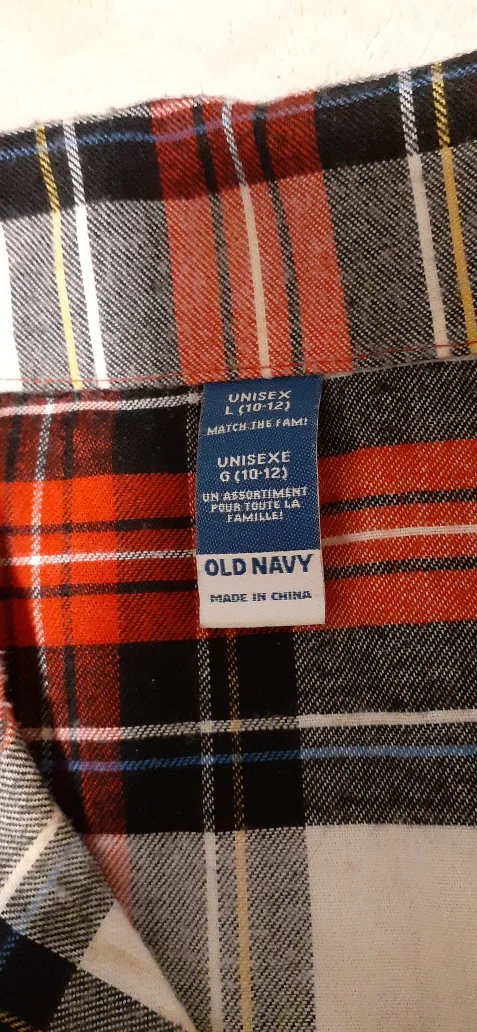 UNISEX
L (10-12)
MATCH THE FAM!
UNISEXE
G (10-12)
UN ASSORTIMENT
POUR TOUTE LA
FAMILLE!
OLD NAVY
MADE IN CHINA